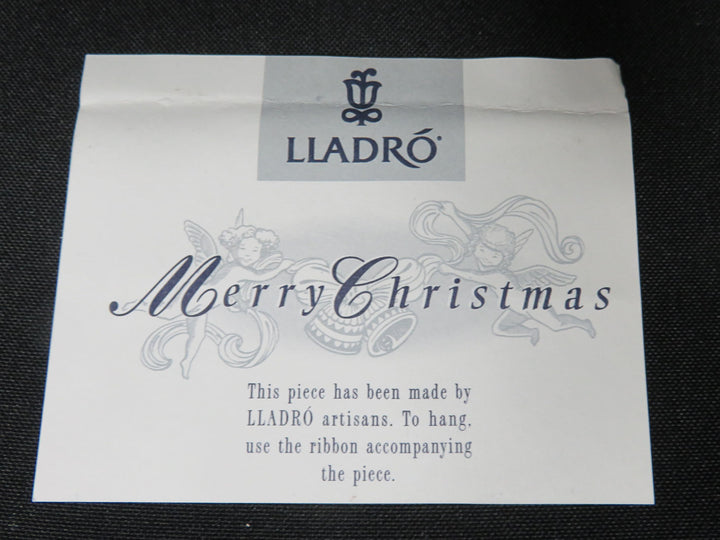 LLADRÓ
Merry Christmas
This piece has been made by
LLADRÓ artisans. To hang,
use the ribbon accompanying
the piece.